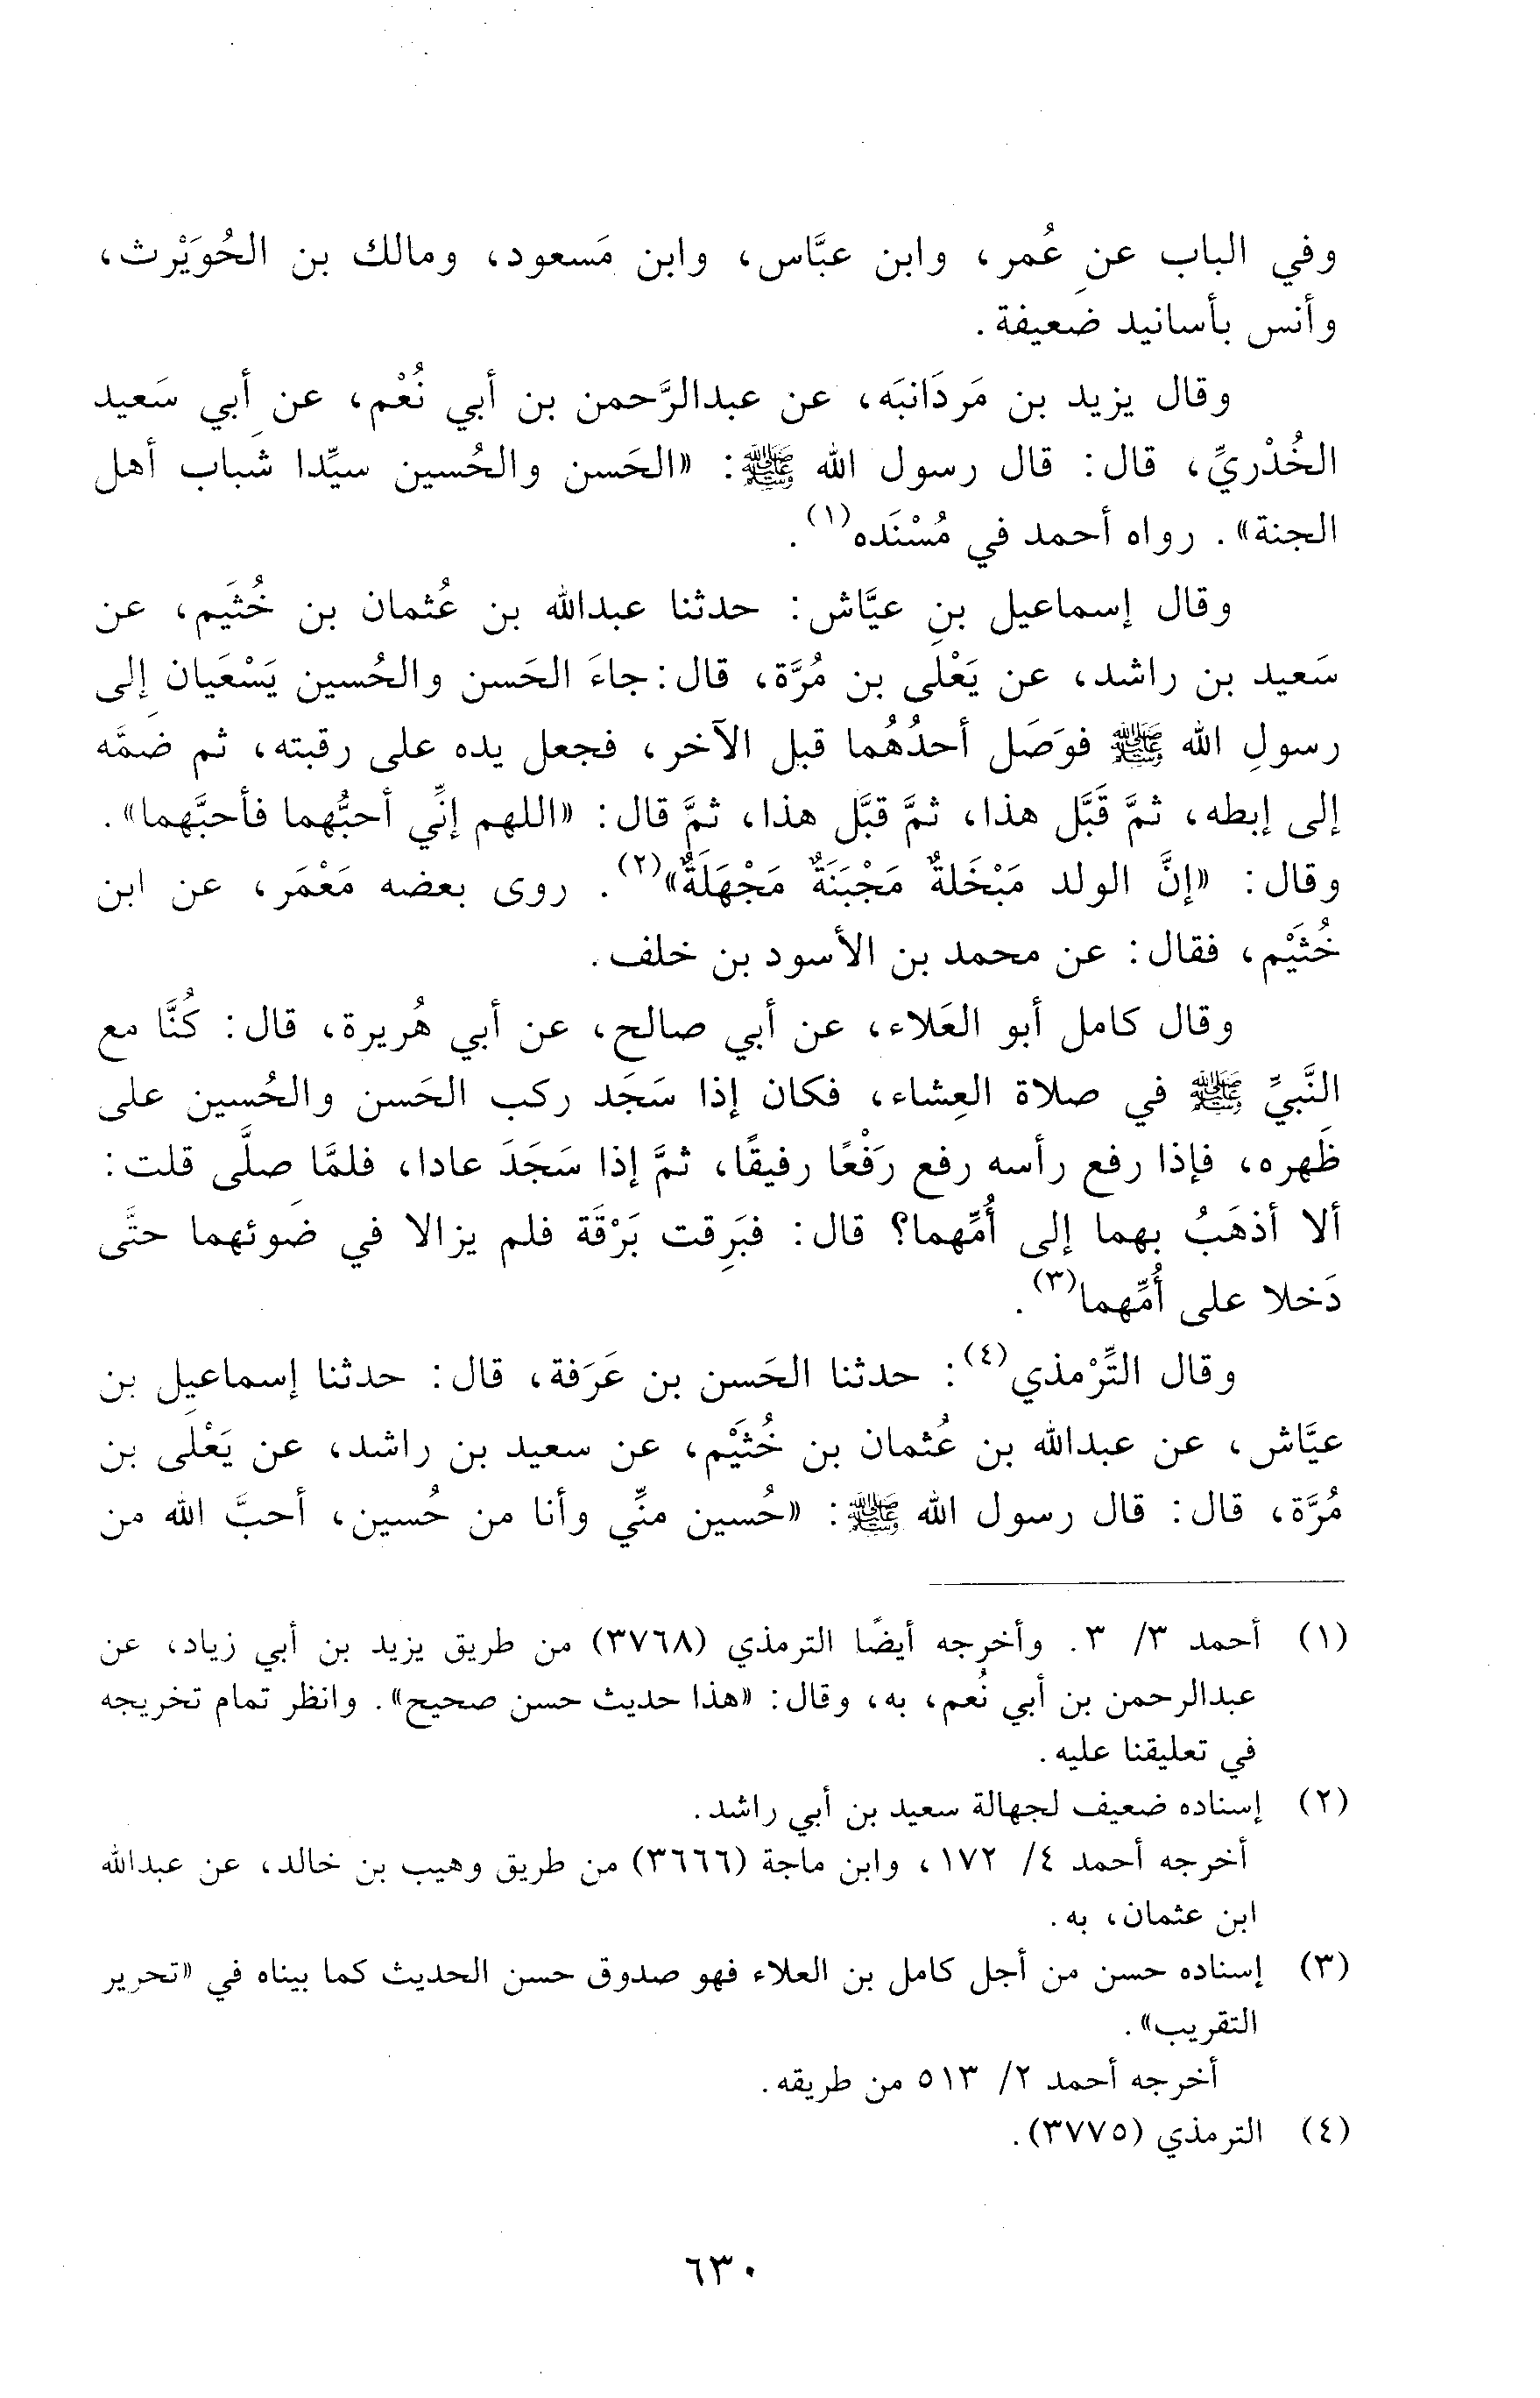 وفي الباب عن عُمر، وابن عبَّاس، وابن مَسعود، ومالك بن الحُوَيْرث،
وأنس بأسانيد ضَعيفة.
وقال يزيد بن مَردَانبَه، عن عبدالرَّحمن بن أبي نُعْم، عن أبي سَعيد
الخُدْريِّ، قال: قال رسول الله ﷺ: «الحَسن والحُسين سيِّدا شَباب أهل
الجنة». رواه أحمد في مُسْنَده(١).
وقال إسماعيل بن عيَّاش: حدثنا عبدالله بن عُثمان بن خُثَيم، عن
سَعيد بن راشد، عن يَعْلَى بن مُرَّة، قال: جاءَ الحَسن والحُسين يَسْعَيان إلى
رسولِ الله ﷺ فوَصَل أحدُهُما قبل الآخر، فجعل يده على رقبته، ثم ضَمَّه
إلى إبطه، ثمَّ قَبَّل هذا، ثمَّ قبَّل هذا، ثمَّ قال: «اللهم إنِّي أحبُّهما فأحبَّهما».
وقال: «إنَّ الولد مَبْخَلةٌ مَجْبَنَةٌ مَجْهَلَةٌ»(٢). روى بعضه مَعْمَر، عن ابن
خُثَيْم، فقال: عن محمد بن الأسود بن خلف.
وقال كامل أبو العَلاء، عن أبي صالح، عن أبي هُريرة، قال: كُنَّا مع
النَّبيِّ ﷺ في صلاة العِشاء، فكان إذا سَجَد ركب الحَسن والحُسين على
ظَهره، فإذا رفع رأسه رفع رَفْعًا رفيقًا، ثمَّ إذا سَجَدَ عادا، فلمَّا صلَّى قلت:
ألا أذهَبُ بهما إلى أُمِّهما؟ قال: فبَرِقت بَرْقَة فلم يزالا في ضَوئهما حتَّى
دَخلا على أُمِّهما(٣).
وقال التِّرْمذي(٤): حدثنا الحَسن بن عَرَفة، قال: حدثنا إسماعيل بن
عيَّاش، عن عبدالله بن عُثمان بن خُثَيْم، عن سعيد بن راشد، عن يَعْلَى بن
مُرَّة، قال: قال رسول الله ﷺ: «حُسين منِّي وأنا من حُسين، أحبَّ الله من
(١) أحمد ٣/ ٣. وأخرجه أيضًا الترمذي (٣٧٦٨) من طريق يزيد بن أبي زياد، عن
عبدالرحمن بن أبي نُعم، به، وقال: «هذا حديث حسن صحيح». وانظر تمام تخريجه
في تعليقنا عليه.
(٢) إسناده ضعيف لجهالة سعيد بن أبي راشد.
أخرجه أحمد ٤/ ١٧٢، وابن ماجة (٣٦٦٦) من طريق وهيب بن خالد، عن عبدالله
ابن عثمان، به.
(٣) إسناده حسن من أجل كامل بن العلاء فهو صدوق حسن الحديث كما بيناه في «تحرير
التقريب».
أخرجه أحمد ٢/ ٥١٣ من طريقه.
(٤) الترمذي (٣٧٧٥).
٦٣٠